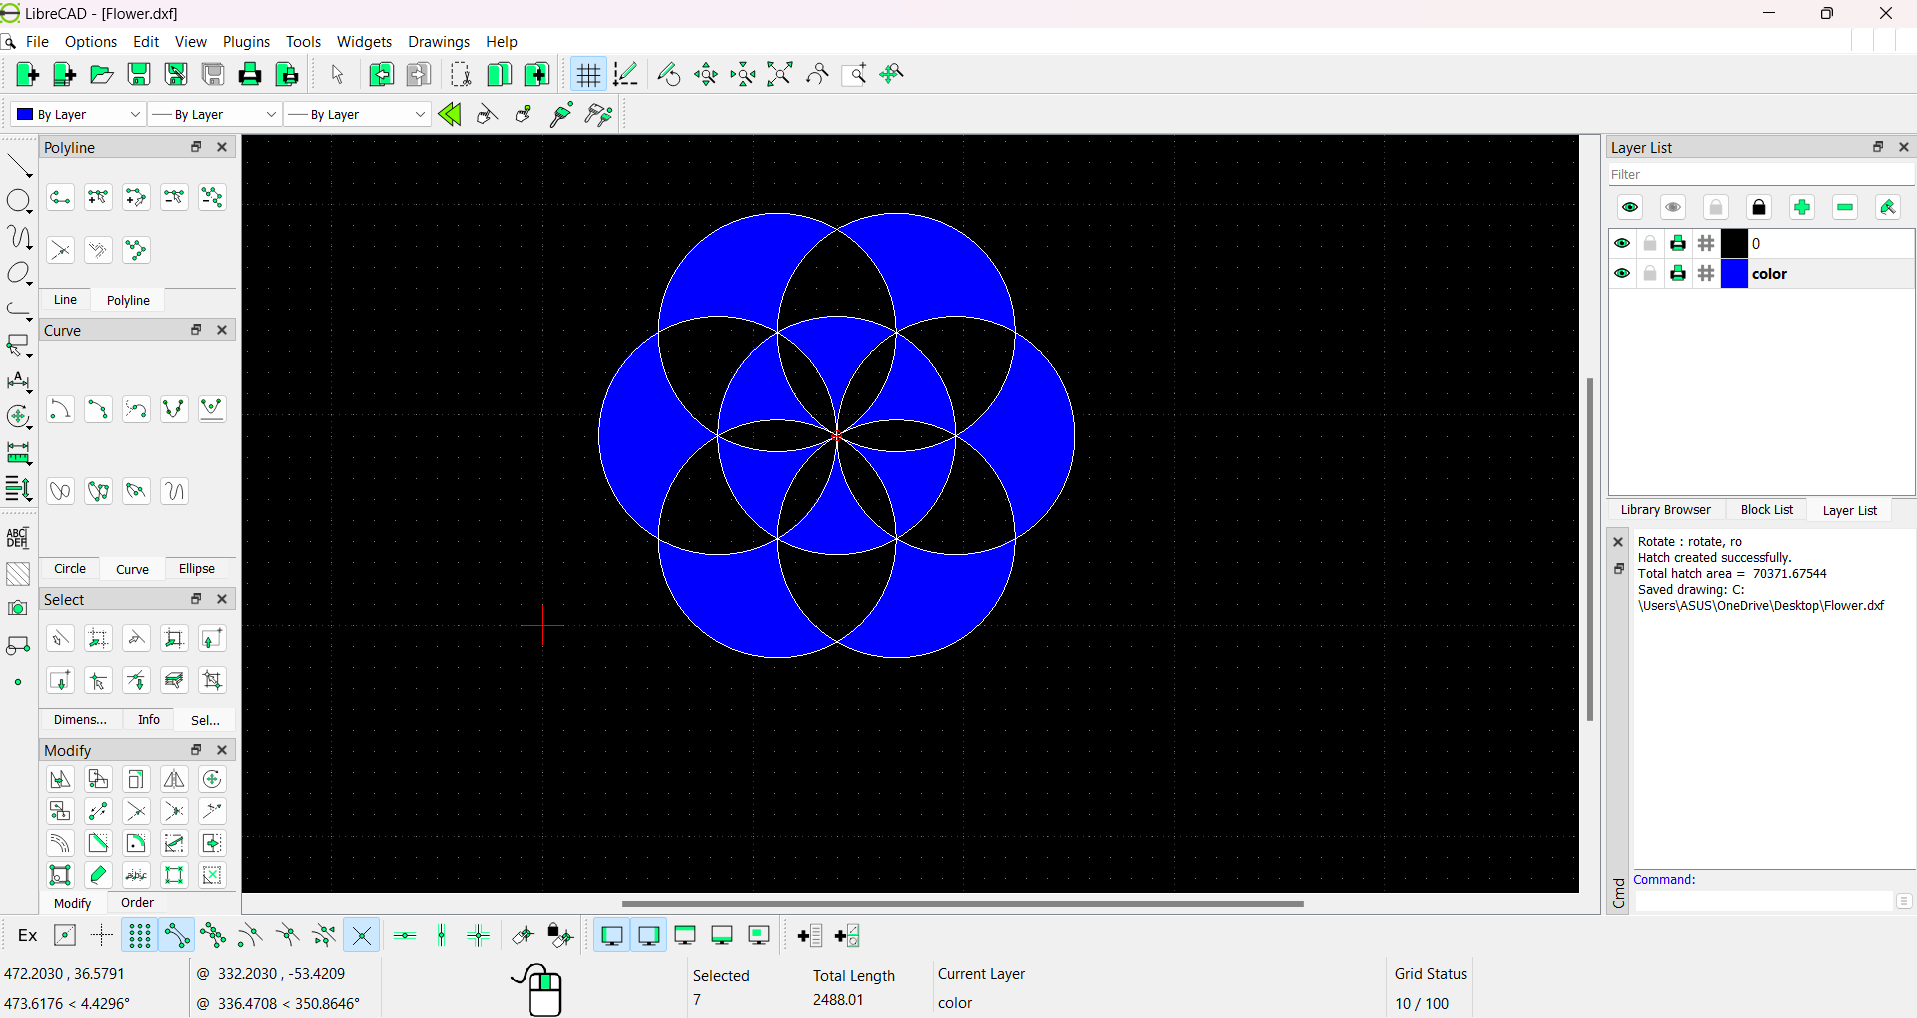 LibreCAD - [Flower.dxf]
File Options Edit View Plugins Tools Widgets Drawings Help
By Layer By Layer By Layer
Polyline
Line Polyline
Curve
Circle Curve Ellipse
Select
Dimens... Info Sel...
Modify
Modify Order
A
ABC
DEF
abc
Layer List
Filter
0
color
Library Browser Block List Layer List
Rotate : rotate, ro
Hatch created successfully.
Total hatch area = 70371.67544
Saved drawing: C:
\Users\ASUS\OneDrive\Desktop\Flower.dxf
Cmd
Command:
Ex
472.2030 , 36.5791
473.6176 < 4.4296°
@ 332.2030 , -53.4209
@ 336.4708 < 350.8646°
Selected
7
Total Length
2488.01
Current Layer
color
Grid Status
10 / 100